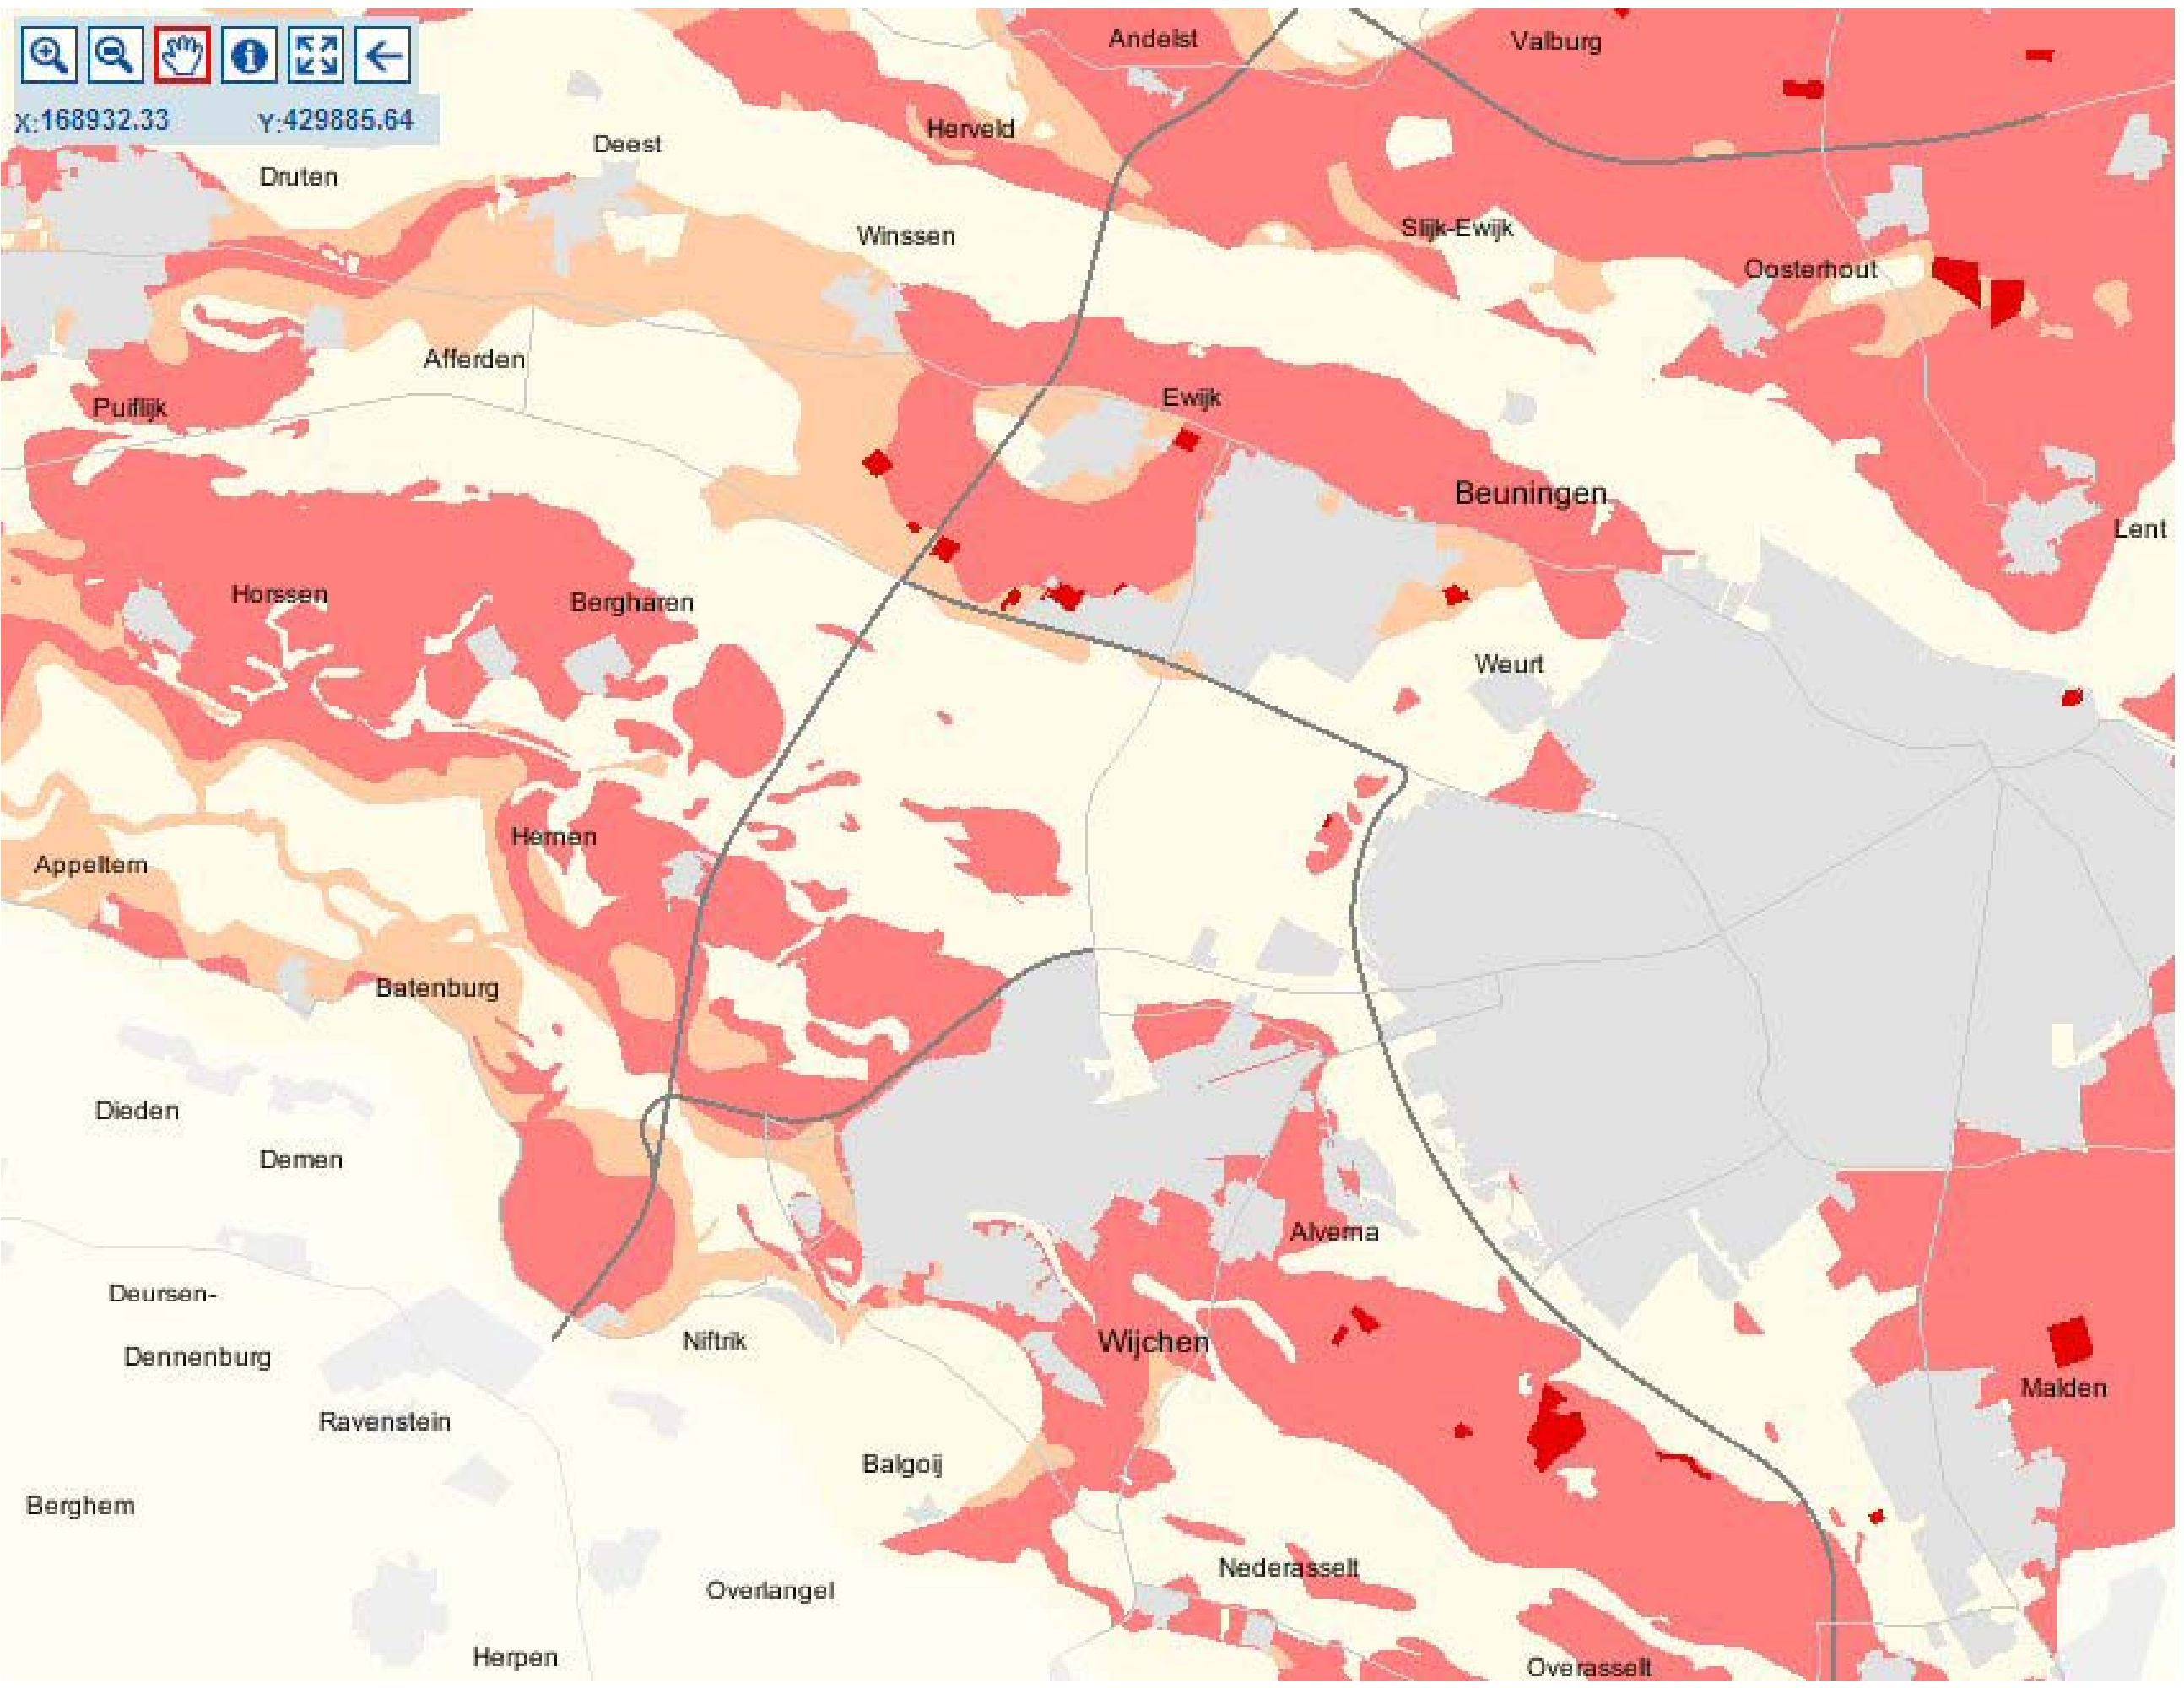 Andelst
Valburg
X:168932.33 Y:429885.64
Herveld
Deest
Druten
Winssen
Slijk-Ewijk
Oosterhout
Afferden
Ewijk
Puiflijk
Beuningen
Lent
Horssen
Bergharen
Weurt
Hernen
Appeltern
Batenburg
Dieden
Demen
Alverna
Deursen-
Dennenburg
Niftrik
Wijchen
Malden
Ravenstein
Balgoij
Berghem
Nederasselt
Overlangel
Herpen
Overasselt